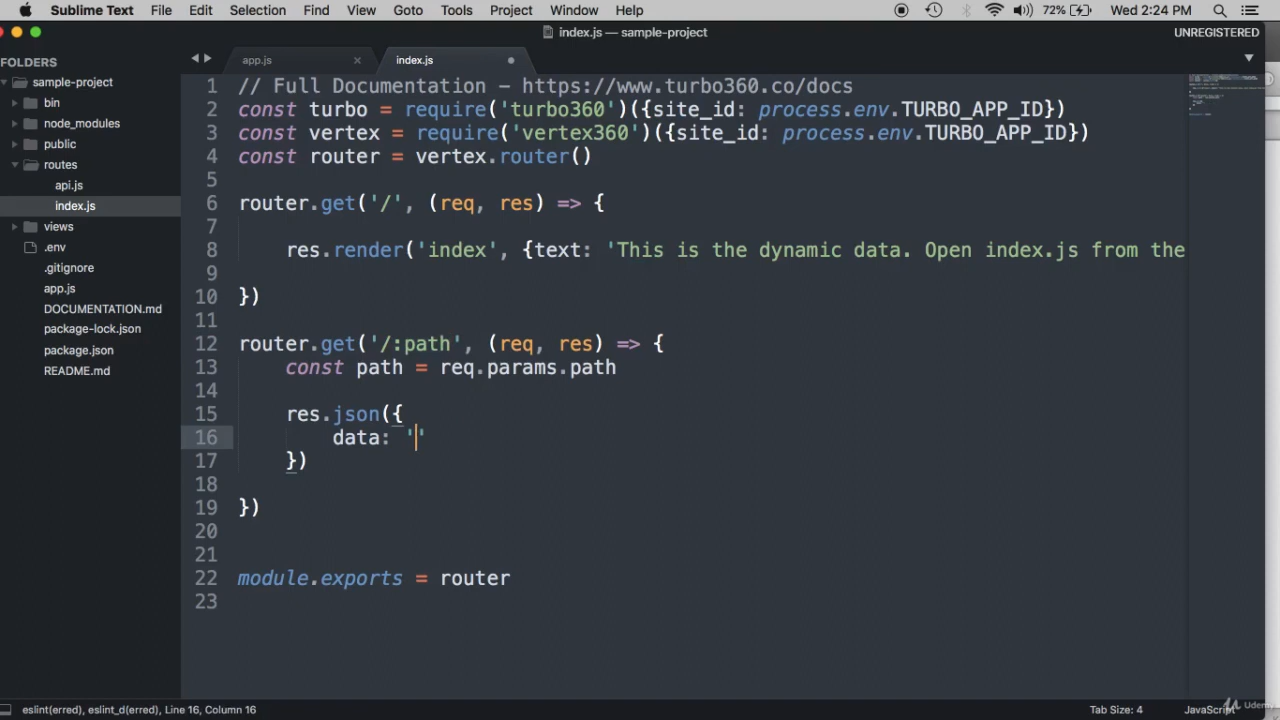 Sublime Text File Edit Selection Find View Goto Tools Project Window Help 72% Wed 2:24 PM
index.js — sample-project UNREGISTERED
FOLDERS
sample-project
bin
node_modules
public
routes
api.js
index.js
views
.env
.gitignore
app.js
DOCUMENTATION.md
package-lock.json
package.json
README.md
app.js × index.js
1 // Full Documentation - https://www.turbo360.co/docs
2 const turbo = require('turbo360')({site_id: process.env.TURBO_APP_ID})
3 const vertex = require('vertex360')({site_id: process.env.TURBO_APP_ID})
4 const router = vertex.router()
5
6 router.get('/', (req, res) => {
7
8 res.render('index', {text: 'This is the dynamic data. Open index.js from the
9
10 })
11
12 router.get('/:path', (req, res) => {
13 const path = req.params.path
14
15 res.json({
16 data: ''
17 })
18
19 })
20
21
22 module.exports = router
23
eslint(erred), eslint_d(erred), Line 16, Column 16 Tab Size: 4 JavaScript
Udemy